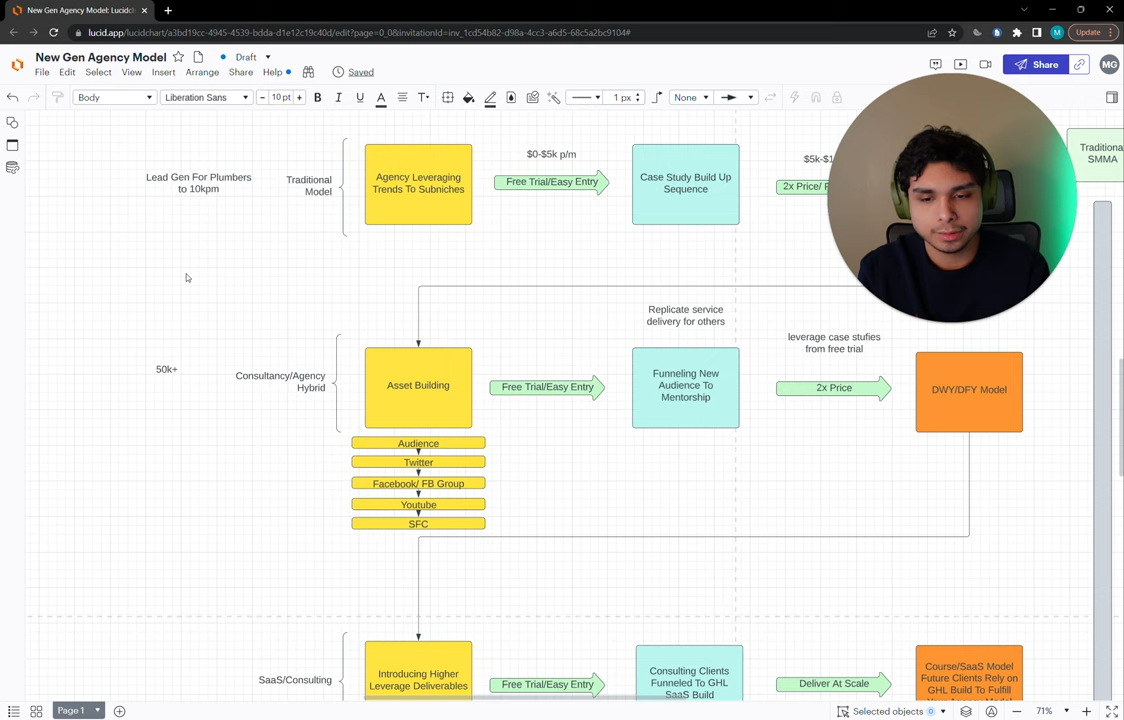 New Gen Agency Model: Lucidch
lucid.app/lucidchart/a3bd19cc-4945-4539-bdda-d1e12c19c40d/edit?page=0_0&invitationId=inv_1cd54b82-d98a-4cc3-a6d5-68c5a2bc9104#
M
Update
New Gen Agency Model
Draft
File Edit Select View Insert Arrange Share Help
Saved
Share
MG
Body
Liberation Sans
10 pt
B I U A T
1 px
None
Lead Gen For Plumbers
to 10kpm
Traditional
Model
Agency Leveraging
Trends To Subniches
$0-$5k p/m
Free Trial/Easy Entry
Case Study Build Up
Sequence
$5k-$1
2x Price/
Traditiona
SMMA
Replicate service
delivery for others
leverage case stufies
from free trial
50k+
Consultancy/Agency
Hybrid
Asset Building
Free Trial/Easy Entry
Funneling New
Audience To
Mentorship
2x Price
DWY/DFY Model
Audience
Twitter
Facebook/ FB Group
Youtube
SFC
SaaS/Consulting
Introducing Higher
Leverage Deliverables
Free Trial/Easy Entry
Consulting Clients
Funneled To GHL
SaaS Build
Deliver At Scale
Course/SaaS Model
Future Clients Rely on
GHL Build To Fulfill
Page 1
Selected objects 0
71%